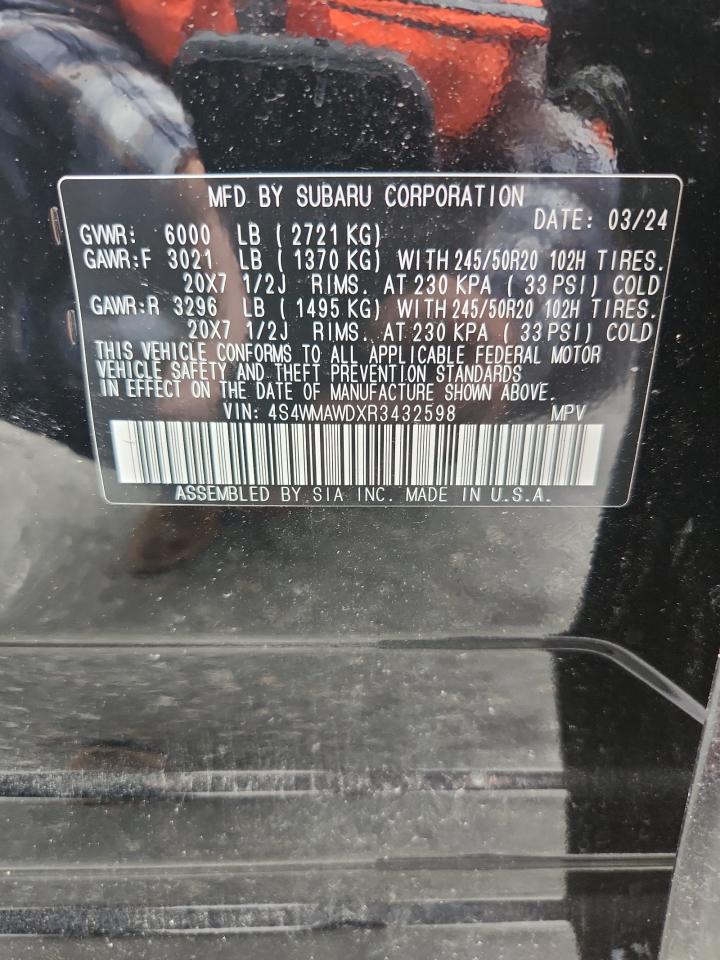 MFD BY SUBARU CORPORATION
DATE: 03/24
GVWR: 6000 LB ( 2721 KG)
GAWR:F 3021 LB ( 1370 KG) WITH 245/50R20 102H TIRES.
20X7 1/2J RIMS. AT 230 KPA ( 33 PSI) COLD
GAWR:R 3296 LB ( 1495 KG) WITH 245/50R20 102H TIRES.
20X7 1/2J RIMS. AT 230 KPA ( 33 PSI) COLD
THIS VEHICLE CONFORMS TO ALL APPLICABLE FEDERAL MOTOR
VEHICLE SAFETY AND THEFT PREVENTION STANDARDS
IN EFFECT ON THE DATE OF MANUFACTURE SHOWN ABOVE.
VIN: 4S4WMAWDXR3432598 MPV
ASSEMBLED BY SIA INC. MADE IN U.S.A.